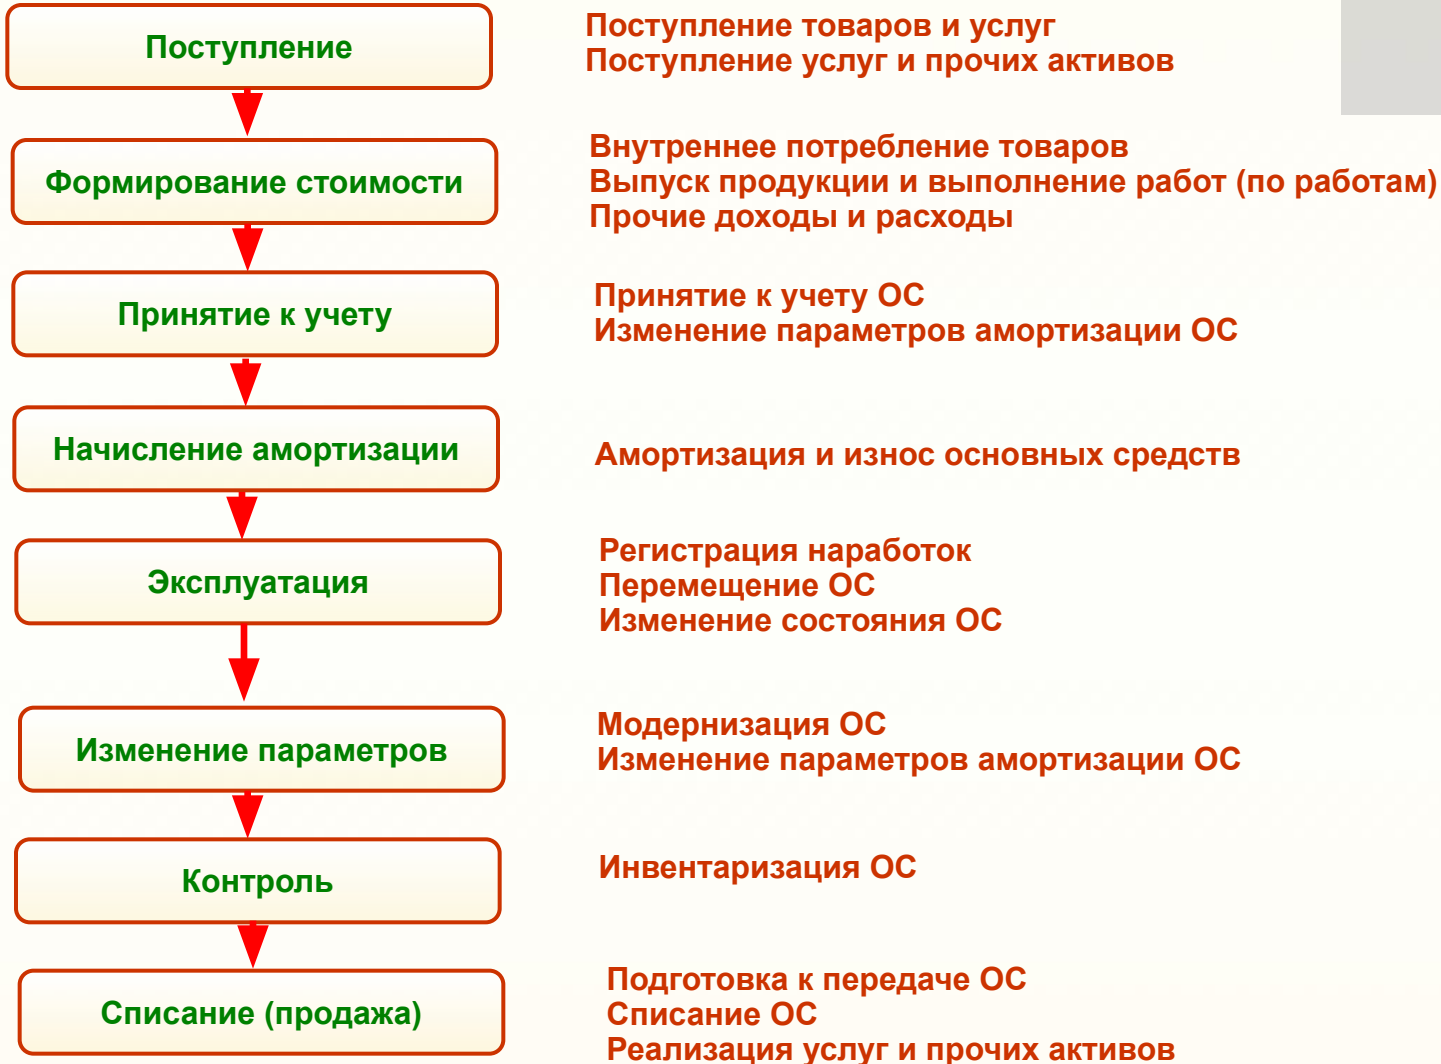 Поступление
Поступление товаров и услуг
Поступление услуг и прочих активов
Формирование стоимости
Внутреннее потребление товаров
Выпуск продукции и выполнение работ (по работам)
Прочие доходы и расходы
Принятие к учету
Принятие к учету ОС
Изменение параметров амортизации ОС
Начисление амортизации
Амортизация и износ основных средств
Эксплуатация
Регистрация наработок
Перемещение ОС
Изменение состояния ОС
Изменение параметров
Модернизация ОС
Изменение параметров амортизации ОС
Контроль
Инвентаризация ОС
Списание (продажа)
Подготовка к передаче ОС
Списание ОС
Реализация услуг и прочих активов